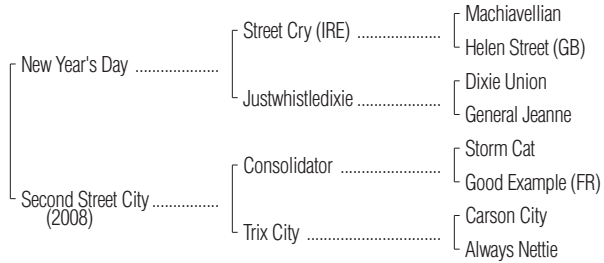 Machiavellian
Street Cry (IRE) ...................
Helen Street (GB)
New Year's Day ...................
Dixie Union
Justwhistledixie ...................
General Jeanne
Storm Cat
Consolidator .......................
Good Example (FR)
Second Street City ................
(2008)
Carson City
Trix City ...............................
Always Nettie